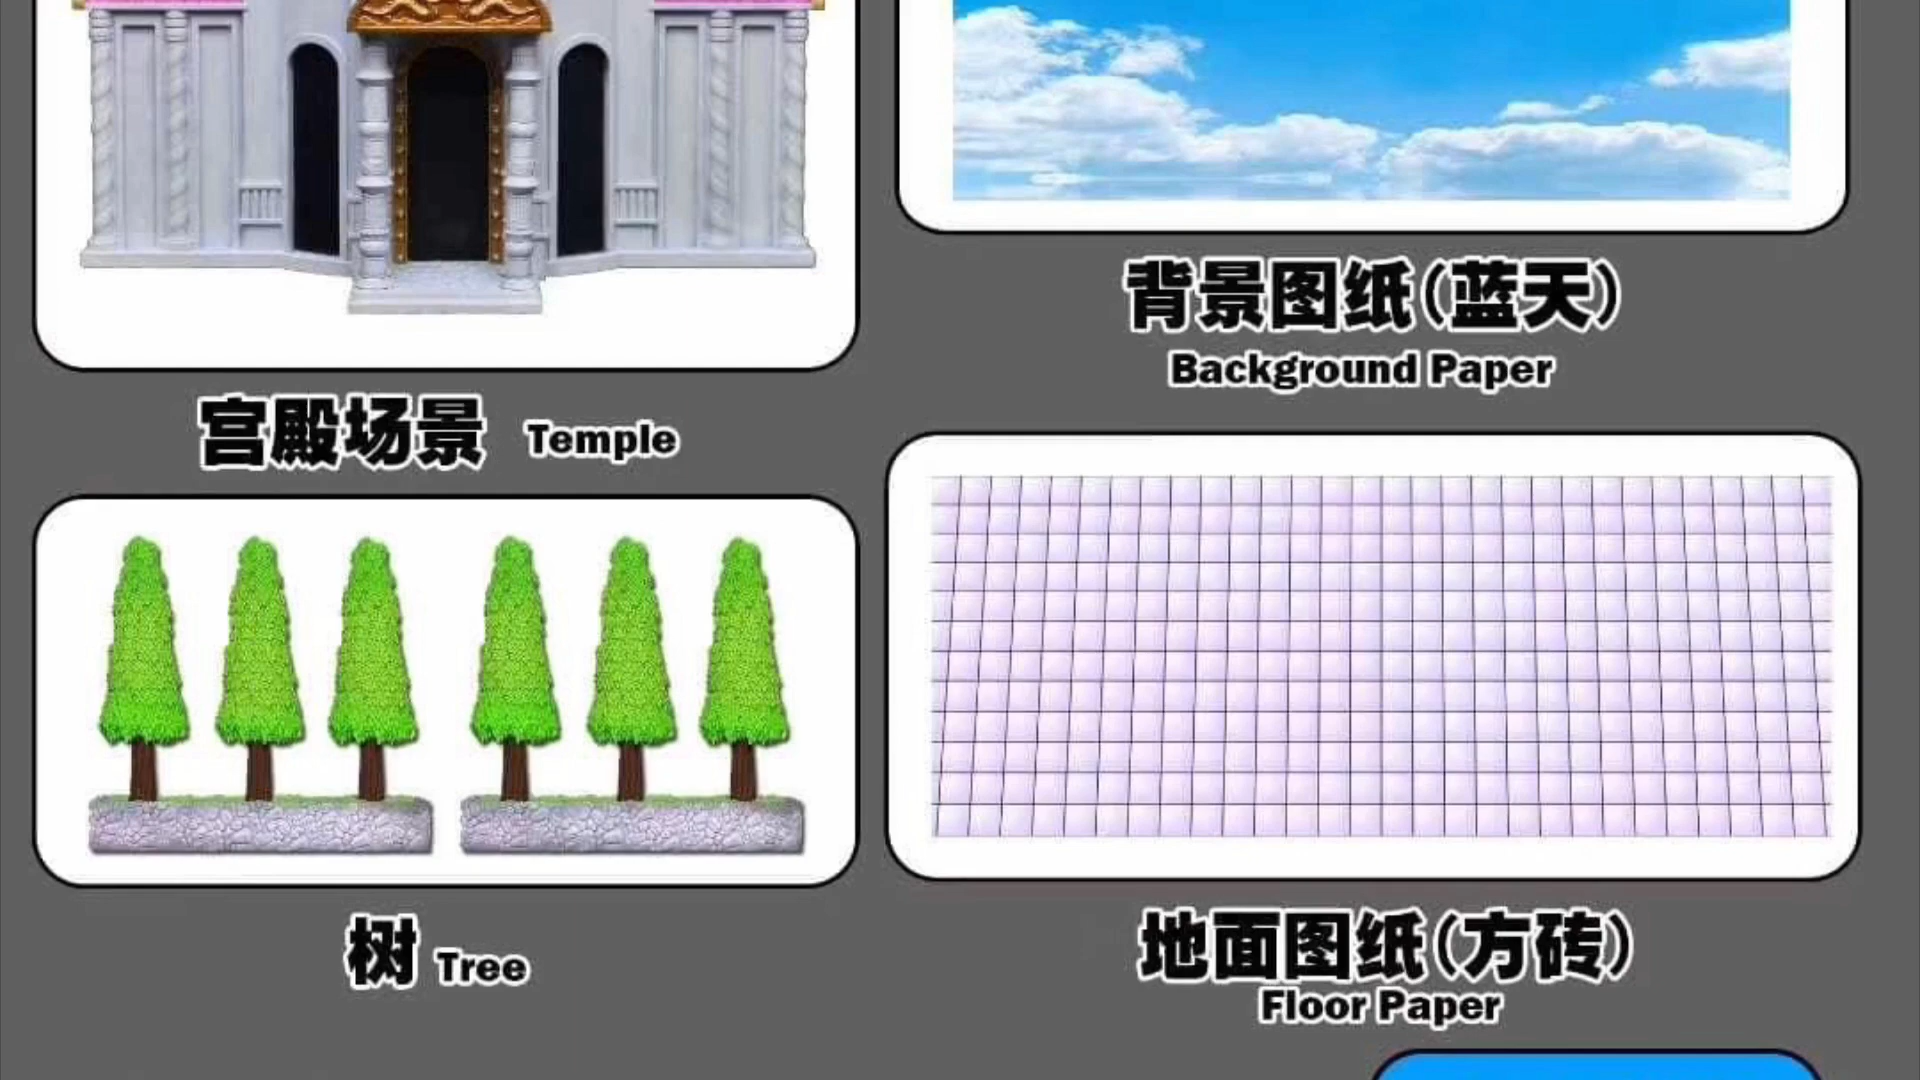 背景图纸(蓝天)
Background Paper
宫殿场景 Temple
树 Tree
地面图纸(方砖)
Floor Paper